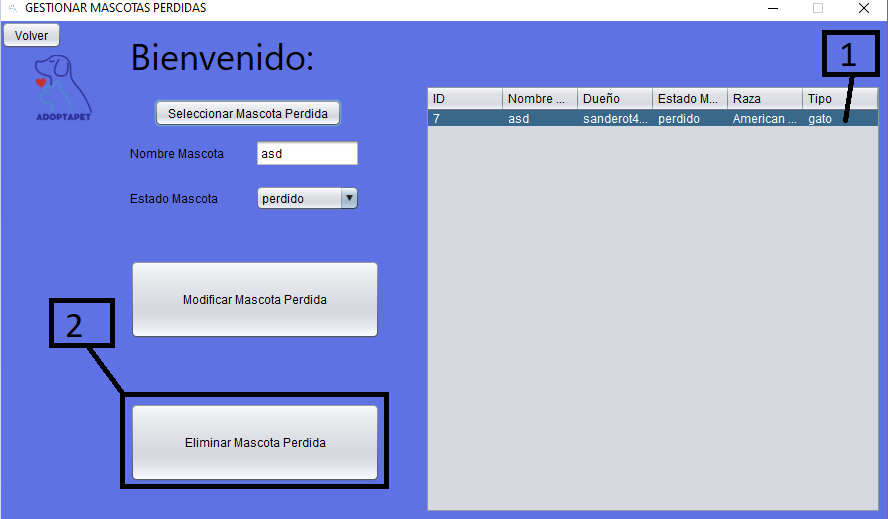 GESTIONAR MASCOTAS PERDIDAS
Volver
ADOPTAPET
Bienvenido:
1
Seleccionar Mascota Perdida
ID Nombre ... Dueño Estado M... Raza Tipo
7 asd sanderot4... perdido American ... gato
Nombre Mascota asd
Estado Mascota perdido
Modificar Mascota Perdida
2
Eliminar Mascota Perdida